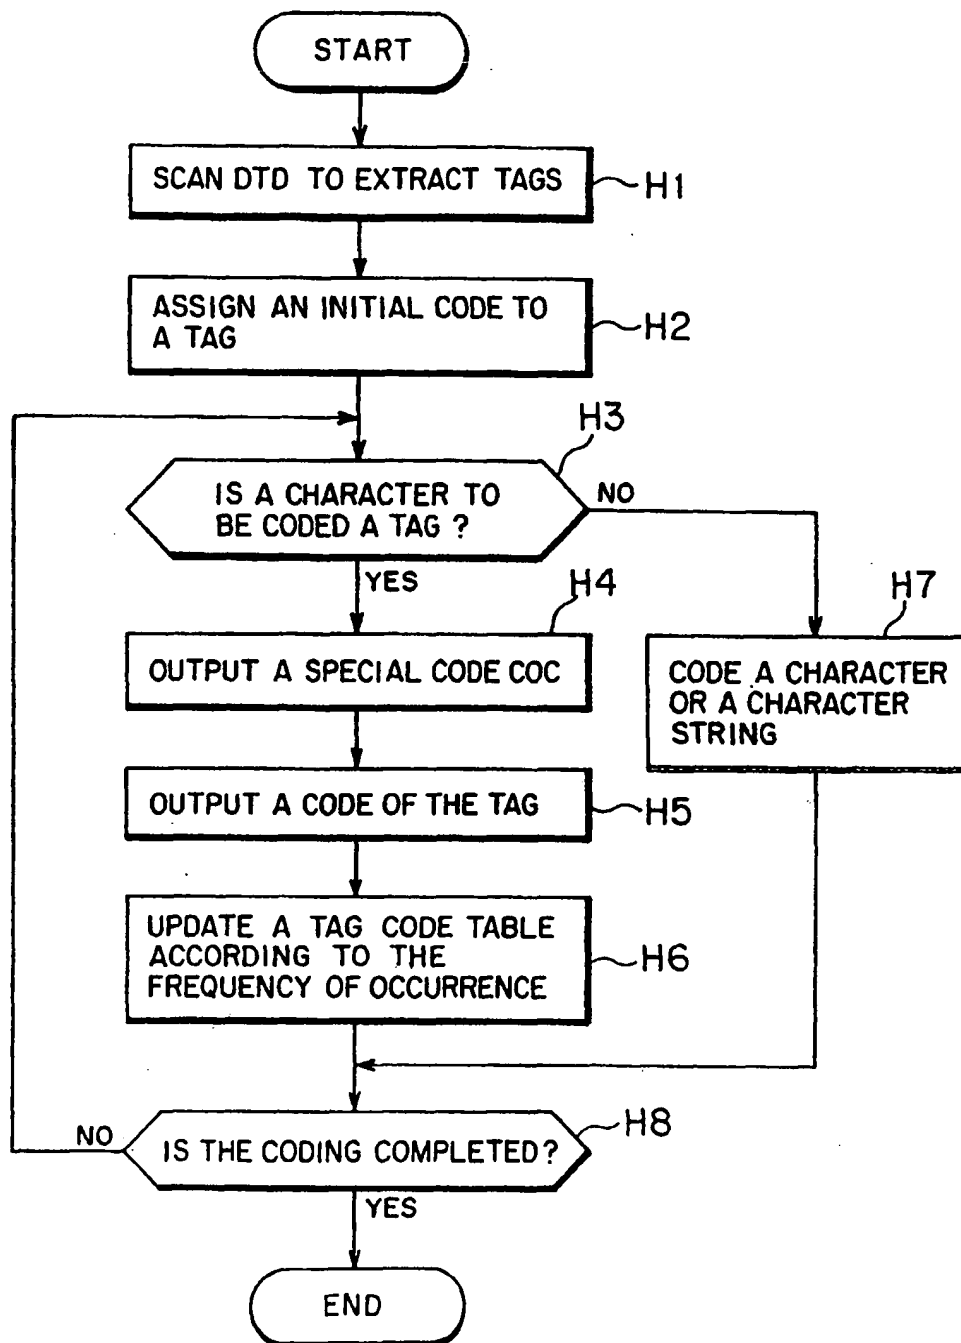 START
SCAN DTD TO EXTRACT TAGS
H1
ASSIGN AN INITIAL CODE TO
A TAG
H2
H3
IS A CHARACTER TO
BE CODED A TAG ?
NO
YES
H4
OUTPUT A SPECIAL CODE COC
H7
CODE A CHARACTER
OR A CHARACTER
STRING
OUTPUT A CODE OF THE TAG
H5
UPDATE A TAG CODE TABLE
ACCORDING TO THE
FREQUENCY OF OCCURRENCE
H6
H8
NO
IS THE CODING COMPLETED?
YES
END